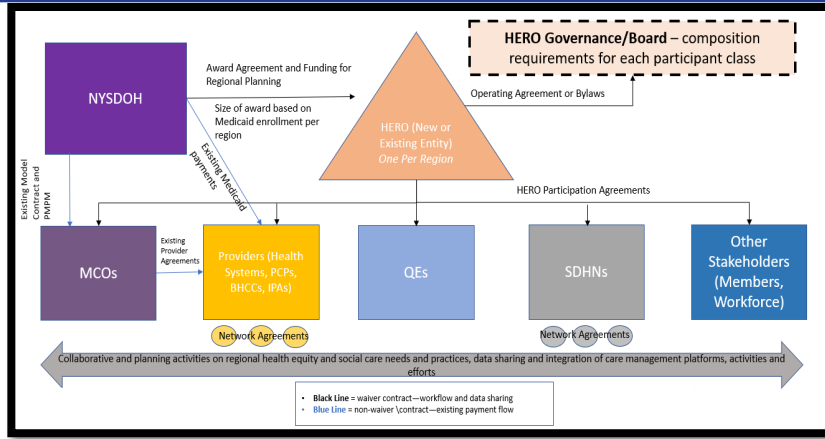 HERO Governance/Board – composition
requirements for each participant class
NYSDOH
Award Agreement and Funding for
Regional Planning
Size of award based on
Medicaid enrollment per
region
Operating Agreement or Bylaws
HERO (New or
Existing Entity)
One Per Region
Existing Model
Contract and
PMPM
Existing Medicaid
payments
HERO Participation Agreements
MCOs
Existing
Provider
Agreements
Providers (Health
Systems, PCPs,
BHCCs, IPAs)
QEs
SDHNs
Other
Stakeholders
(Members,
Workforce)
Network Agreements
Network Agreements
Collaborative and planning activities on regional health equity and social care needs and practices, data sharing and integration of care management platforms, activities and
efforts
• Black Line = waiver contract—workflow and data sharing
• Blue Line = non-waiver \contract—existing payment flow